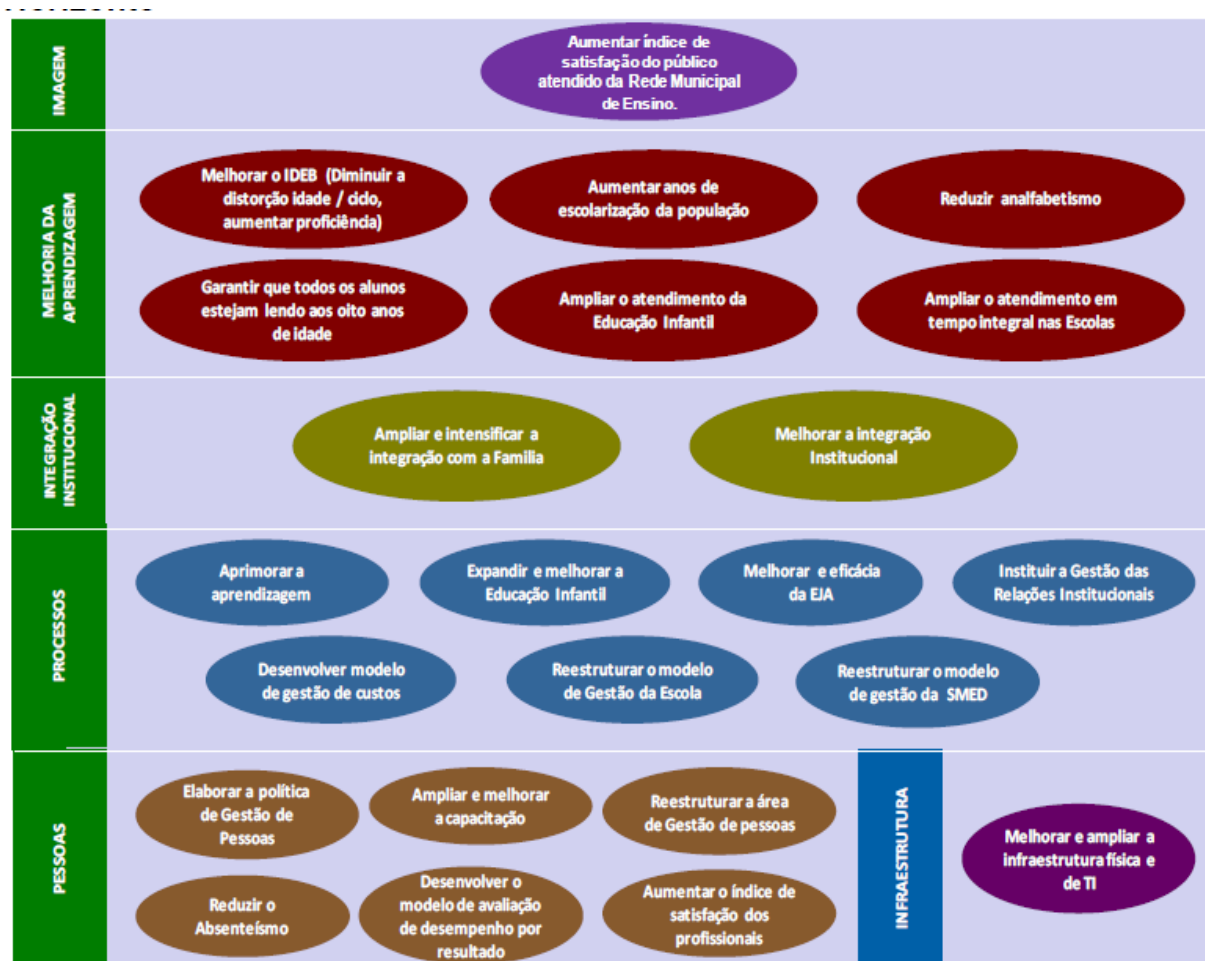 IMAGEM
Aumentar índice de
satisfação do público
atendido da Rede Municipal
de Ensino.
MELHORIA DA
APRENDIZAGEM
Melhorar o IDEB (Diminuir a
distorção idade / ciclo,
aumentar proficiência)
Aumentar anos de
escolarização da população
Reduzir analfabetismo
Garantir que todos os alunos
estejam lendo aos oito anos
de idade
Ampliar o atendimento da
Educação Infantil
Ampliar o atendimento em
tempo integral nas Escolas
INTEGRAÇÃO
INSTITUCIONAL
Ampliar e intensificar a
integração com a Familia
Melhorar a integração
Institucional
PROCESSOS
Aprimorar a
aprendizagem
Expandir e melhorar a
Educação Infantil
Melhorar e eficácia
da EJA
Instituir a Gestão das
Relações Institucionais
Desenvolver modelo
de gestão de custos
Reestruturar o modelo
de Gestão da Escola
Reestruturar o modelo
de gestão da SMED
PESSOAS
Elaborar a política
de Gestão de
Pessoas
Ampliar e melhorar
a capacitação
Reestruturar a área
de Gestão de pessoas
Reduzir o
Absenteísmo
Desenvolver o
modelo de avaliação
de desempenho por
resultado
Aumentar o índice de
satisfação dos
profissionais
INFRAESTRUTURA
Melhorar e ampliar a
infraestrutura física e
de TI